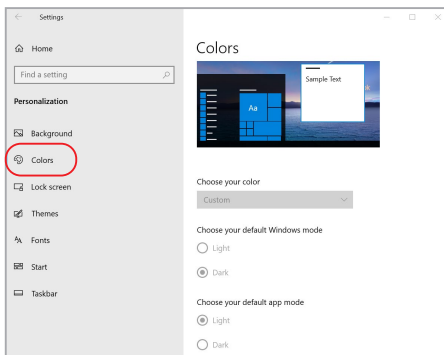 Settings
Home
Find a setting
Personalization
Background
Colors
Lock screen
Themes
Fonts
Start
Taskbar
Colors
Sample Text
Aa
Choose your color
Custom
Choose your default Windows mode
Light
Dark
Choose your default app mode
Light
Dark